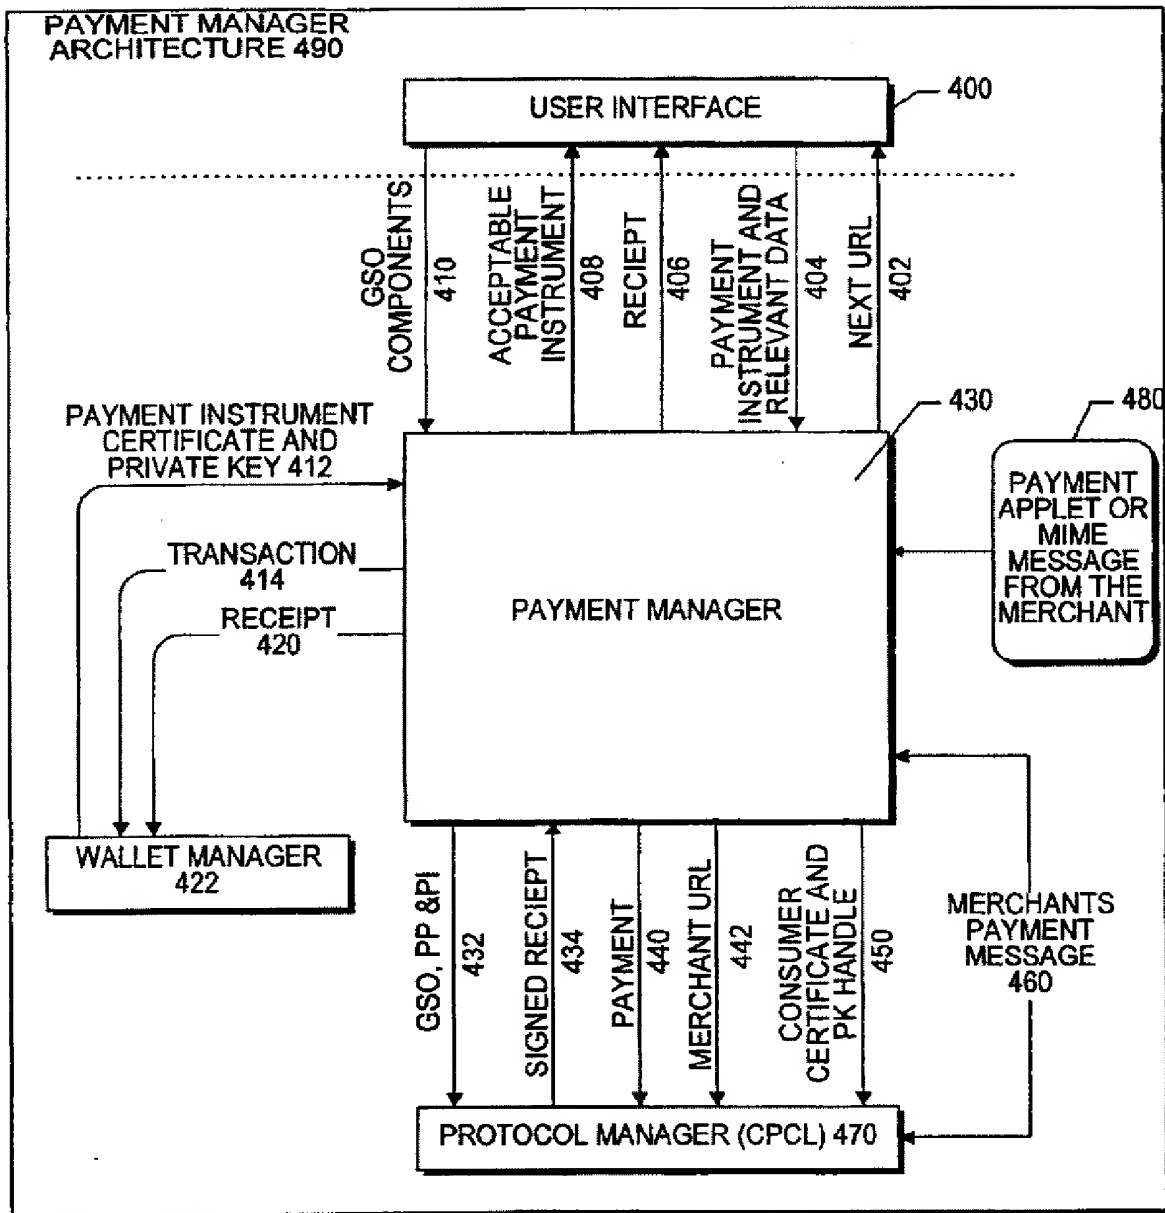 PAYMENT MANAGER
ARCHITECTURE 490
USER INTERFACE
400
GSO
COMPONENTS
410
ACCEPTABLE
PAYMENT
INSTRUMENT
408
RECIEPT
406
PAYMENT
INSTRUMENT AND
RELEVANT DATA
404
NEXT URL
402
PAYMENT INSTRUMENT
CERTIFICATE AND
PRIVATE KEY 412
430
480
PAYMENT
APPLET OR
MIME
MESSAGE
FROM THE
MERCHANT
TRANSACTION
414
RECEIPT
420
PAYMENT MANAGER
WALLET MANAGER
422
GSO, PP &PI
432
SIGNED RECIEPT
434
PAYMENT
440
MERCHANT URL
442
CONSUMER
CERTIFICATE AND
PK HANDLE
450
MERCHANTS
PAYMENT
MESSAGE
460
PROTOCOL MANAGER (CPCL) 470